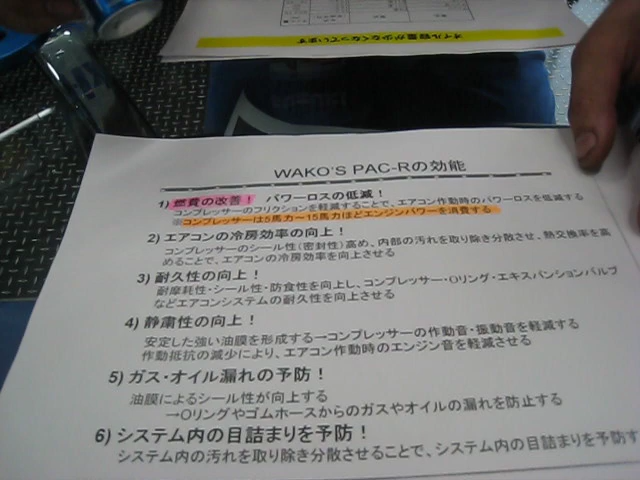 オイル容量が少なくなっています
WAKO'S PAC-Rの効能
1) 燃費の改善! パワーロスの低減!
コンプレッサーのフリクションを軽減することで、エアコン作動時のパワーロスを低減する
※コンプレッサーは5馬力〜15馬力ほどエンジンパワーを消費する
2) エアコンの冷房効率の向上!
コンプレッサーのシール性(密封性)高め、内部の汚れを取り除き分散させ、熱交換率を高
めることで、エアコンの冷房効率を向上させる
3) 耐久性の向上!
耐摩耗性・シール性・防食性を向上し、コンプレッサー・Oリング・エキスパンションバルブ
などエアコンシステムの耐久性を向上させる
4) 静粛性の向上!
安定した強い油膜を形成する→コンプレッサーの作動音・振動音を軽減する
作動抵抗の減少により、エアコン作動時のエンジン音を軽減させる
5) ガス・オイル漏れの予防!
油膜によるシール性が向上する
→Oリングやゴムホースからのガスやオイルの漏れを防止する
6) システム内の目詰まりを予防!
システム内の汚れを取り除き分散させることで、システム内の目詰まりを予防す